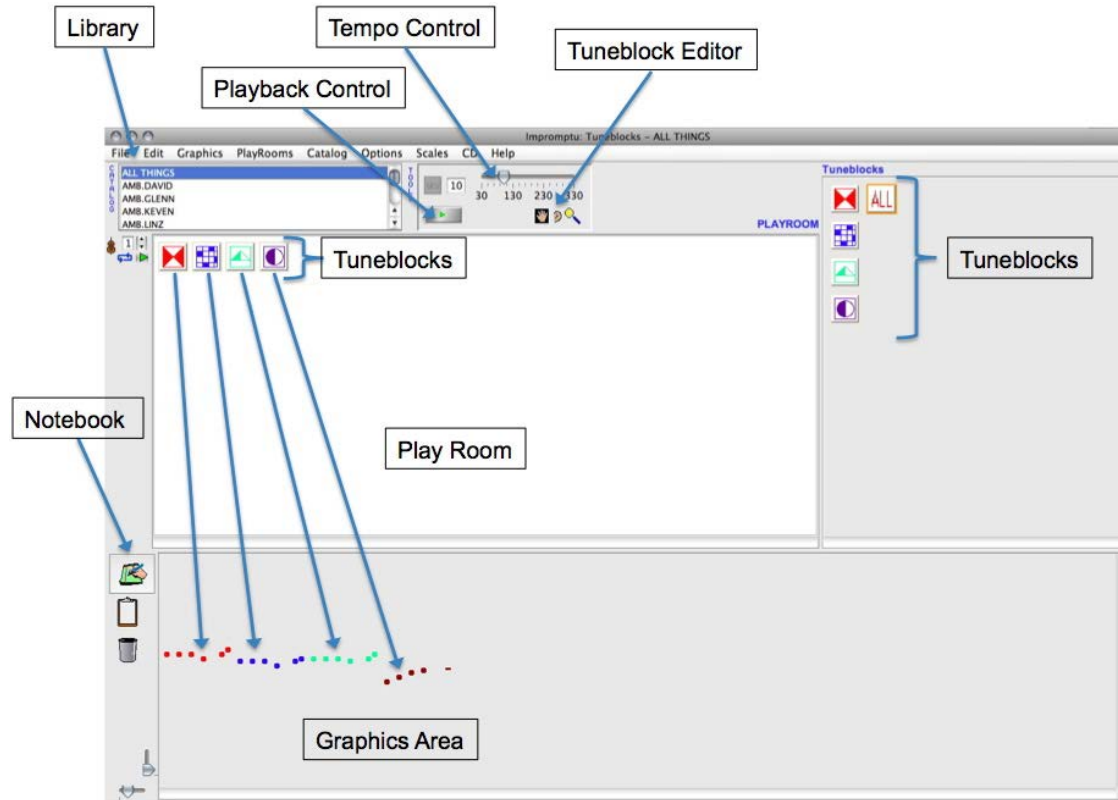 Library
Tempo Control
Tuneblock Editor
Playback Control
Impromptu: Tuneblocks – ALL THINGS
File Edit Graphics PlayRooms Catalog Options Scales CD Help
CATALOG
ALL THINGS
AMB.DAVID
AMB.GLENN
AMB.KEVEN
AMB.LINZ
10
30 130 230 330
PLAYROOM
Tuneblocks
ALL
1
Tuneblocks
Tuneblocks
Notebook
Play Room
Graphics Area